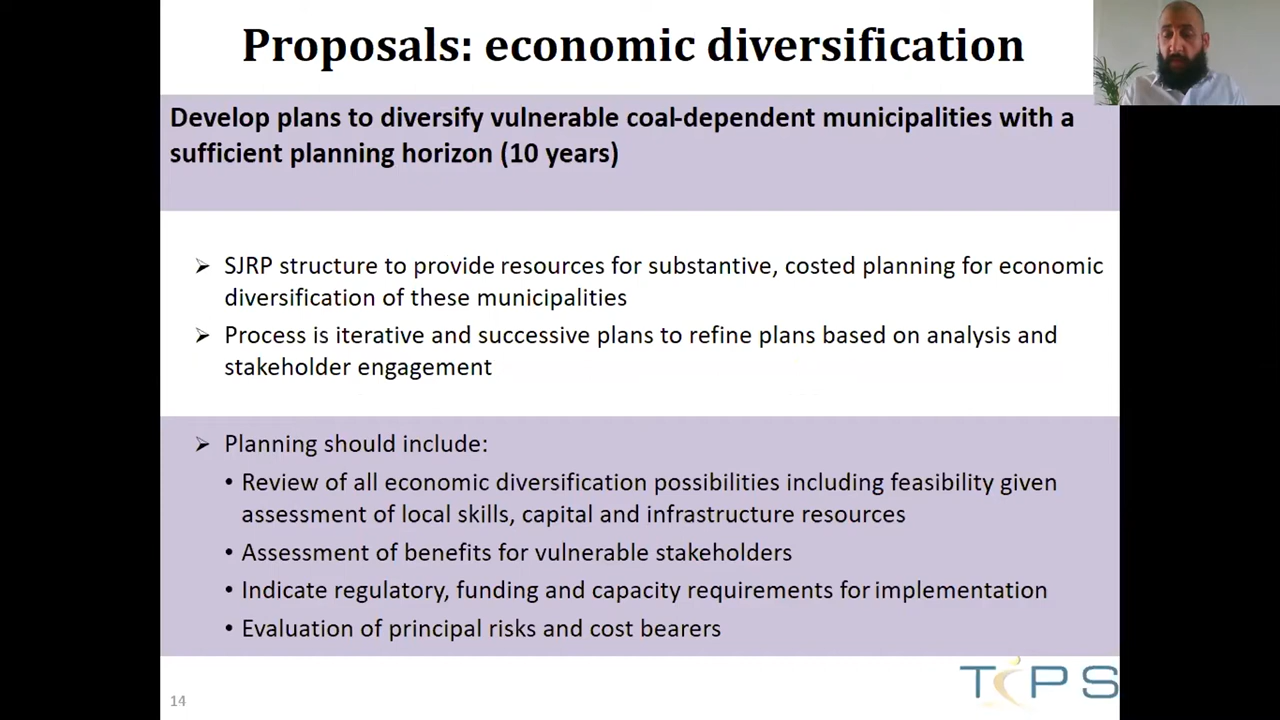 Proposals: economic diversification
Develop plans to diversify vulnerable coal-dependent municipalities with a
sufficient planning horizon (10 years)
➢ SJRP structure to provide resources for substantive, costed planning for economic
diversification of these municipalities
➢ Process is iterative and successive plans to refine plans based on analysis and
stakeholder engagement
➢ Planning should include:
• Review of all economic diversification possibilities including feasibility given
assessment of local skills, capital and infrastructure resources
• Assessment of benefits for vulnerable stakeholders
• Indicate regulatory, funding and capacity requirements for implementation
• Evaluation of principal risks and cost bearers
TIPS
14